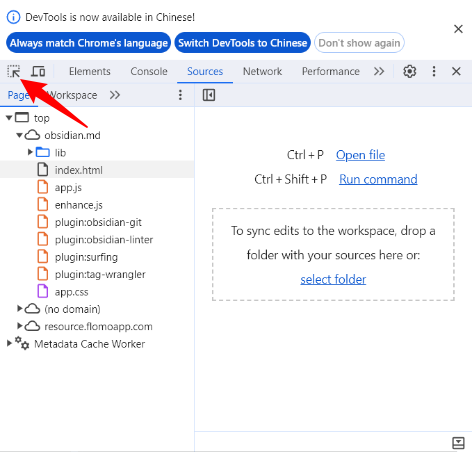 DevTools is now available in Chinese!
Always match Chrome's language Switch DevTools to Chinese Don't show again
Elements Console Sources Network Performance
Page Workspace
top
obsidian.md
lib
index.html
app.js
enhance.js
plugin:obsidian-git
plugin:obsidian-linter
plugin:surfing
plugin:tag-wrangler
app.css
(no domain)
resource.flomoapp.com
Metadata Cache Worker
Ctrl + P Open file
Ctrl + Shift + P Run command
To sync edits to the workspace, drop a
folder with your sources here or:
select folder